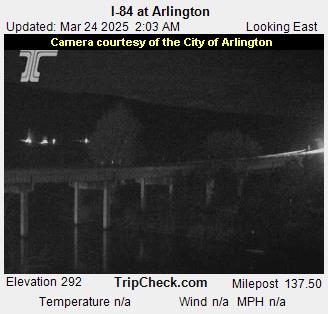 I-84 at Arlington
Updated: Mar 24 2025 2:03 AM Looking East
Camera courtesy of the City of Arlington
Elevation 292 TripCheck.com Milepost 137.50
Temperature n/a Wind n/a MPH n/a